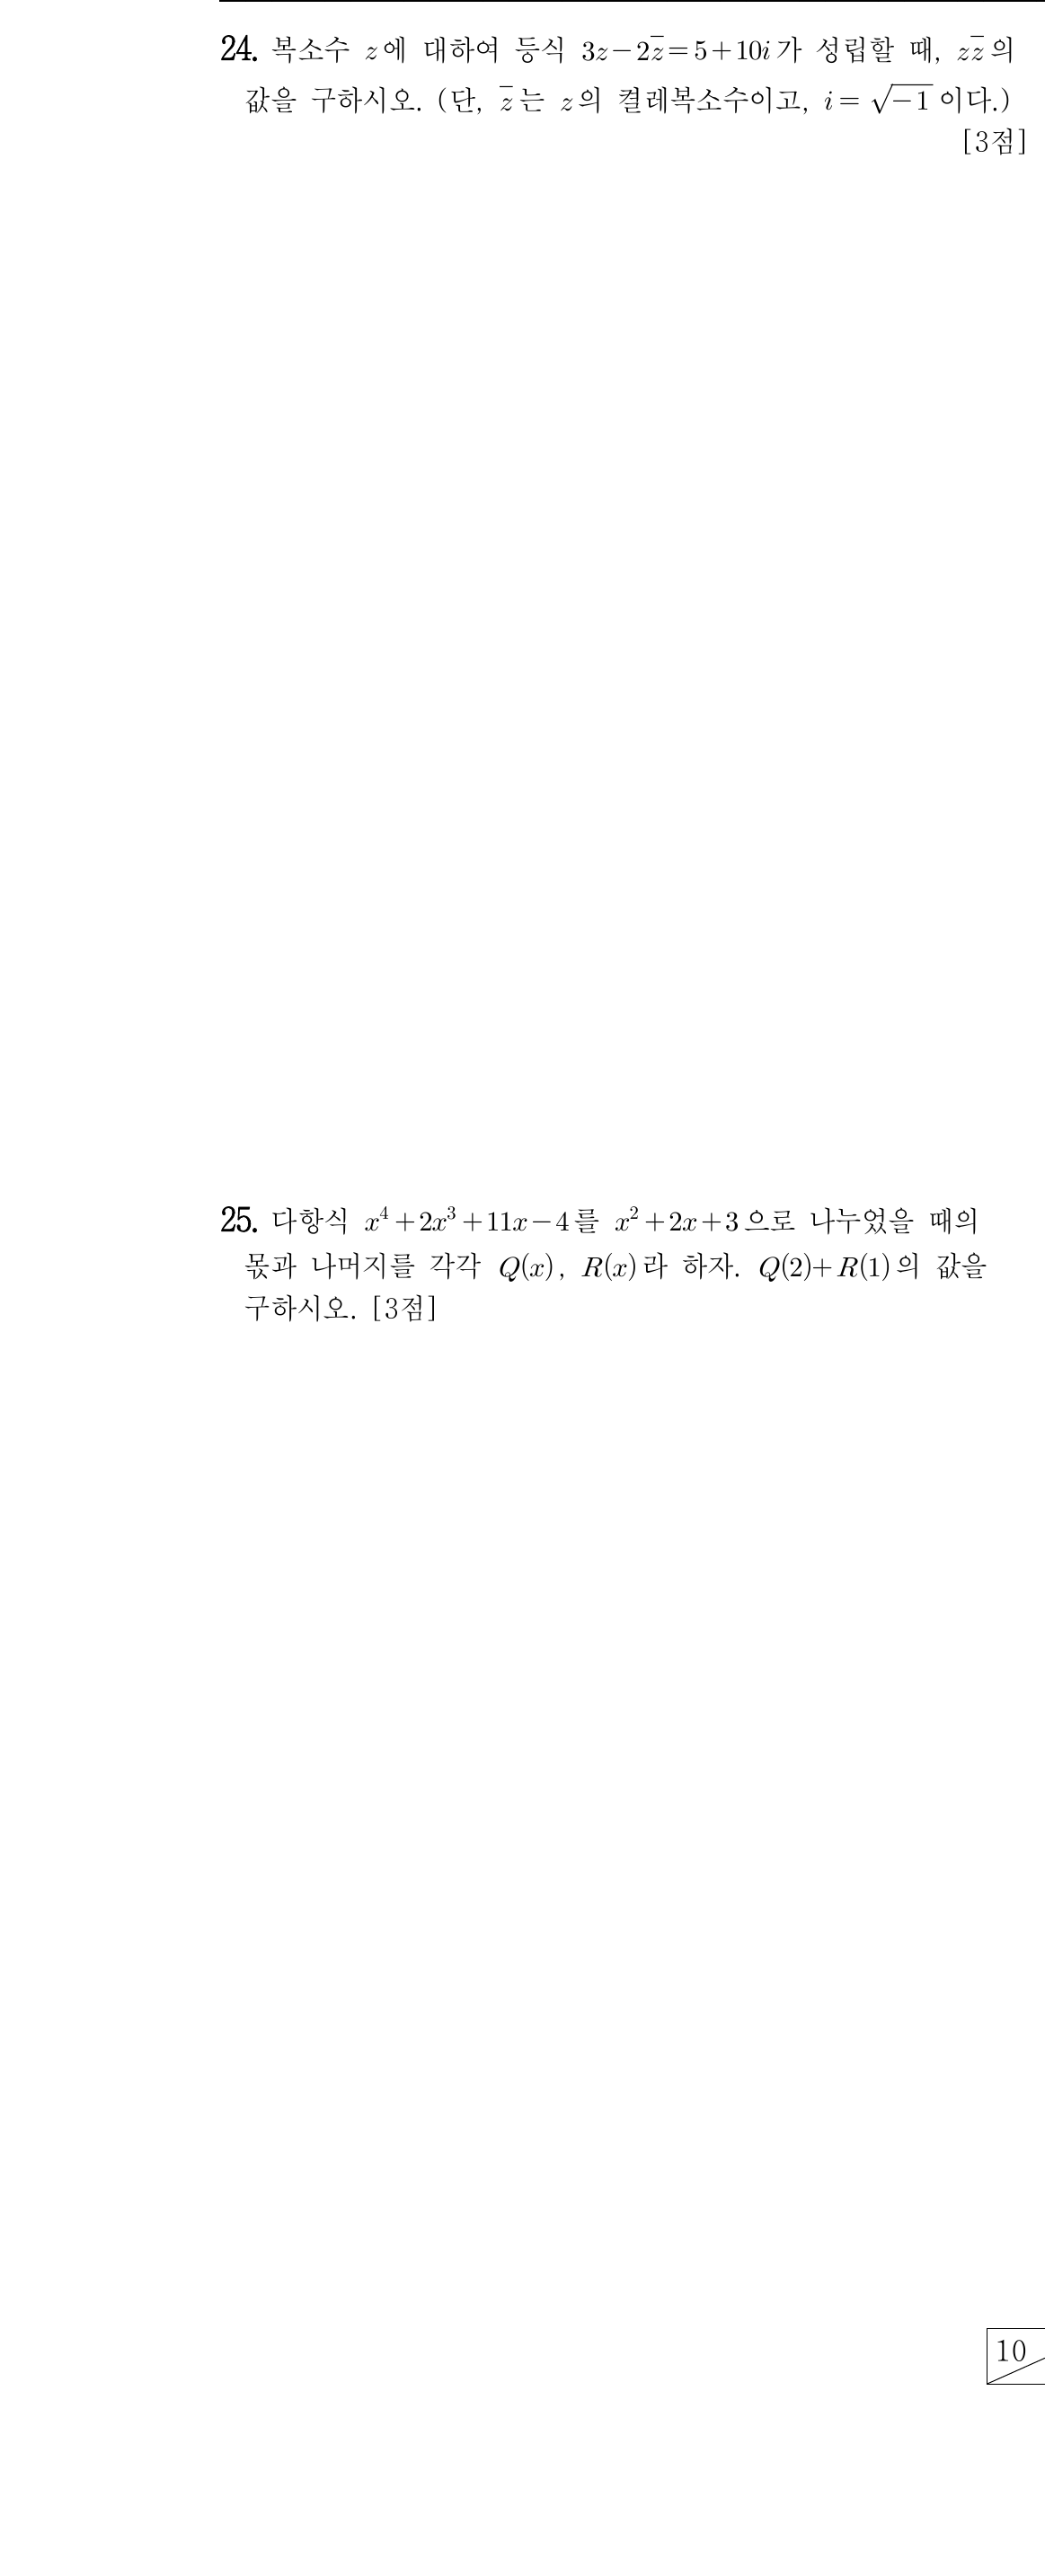 24. 복소수 z에 대하여 등식 3z−2z̅=5+10i가 성립할 때, zz̅의
값을 구하시오. (단, z̅는 z의 켤레복소수이고, i=√−1 이다.)
[3점]
25. 다항식 x⁴+2x³+11x−4를 x²+2x+3으로 나누었을 때의
몫과 나머지를 각각 Q(x), R(x)라 하자. Q(2)+R(1)의 값을
구하시오. [3점]
10